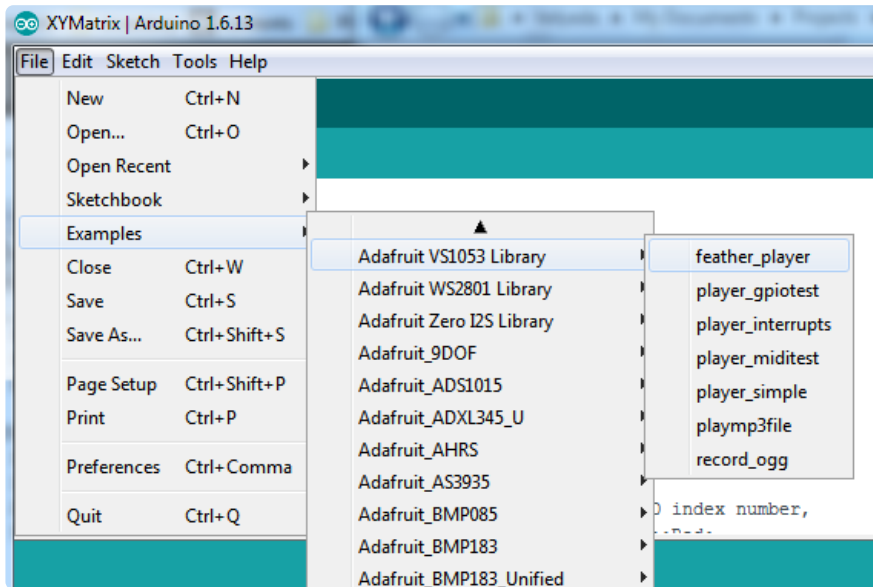 XYMatrix | Arduino 1.6.13
File Edit Sketch Tools Help
New Ctrl+N
Open... Ctrl+O
Open Recent
Sketchbook
Examples
Close Ctrl+W
Save Ctrl+S
Save As... Ctrl+Shift+S
Page Setup Ctrl+Shift+P
Print Ctrl+P
Preferences Ctrl+Comma
Quit Ctrl+Q
Adafruit VS1053 Library
Adafruit WS2801 Library
Adafruit Zero I2S Library
Adafruit_9DOF
Adafruit_ADS1015
Adafruit_ADXL345_U
Adafruit_AHRS
Adafruit_AS3935
Adafruit_BMP085
Adafruit_BMP183
Adafruit_BMP183_Unified
feather_player
player_gpiotest
player_interrupts
player_miditest
player_simple
playmp3file
record_ogg
index number,